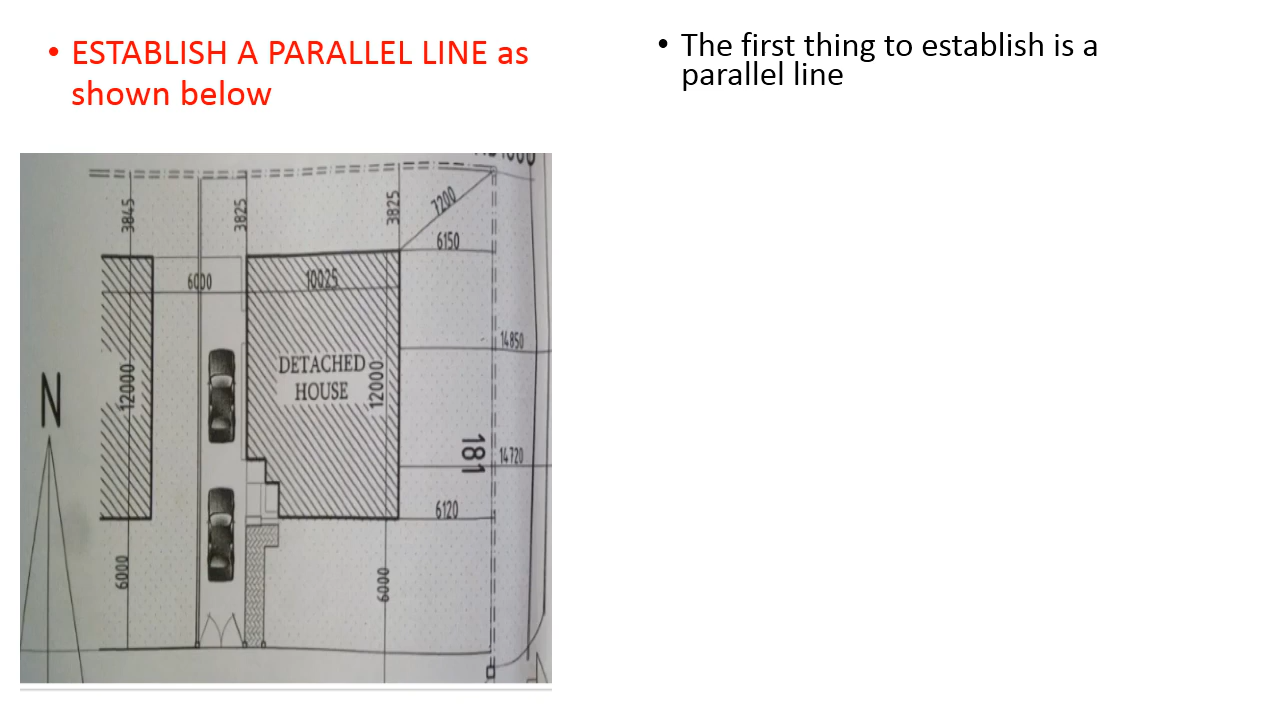 • ESTABLISH A PARALLEL LINE as
shown below
• The first thing to establish is a
parallel line
3845
3825
3825
7200
6150
6000
10025
14850
DETACHED
HOUSE
12000
12000
N
181
14720
6120
6000
6000